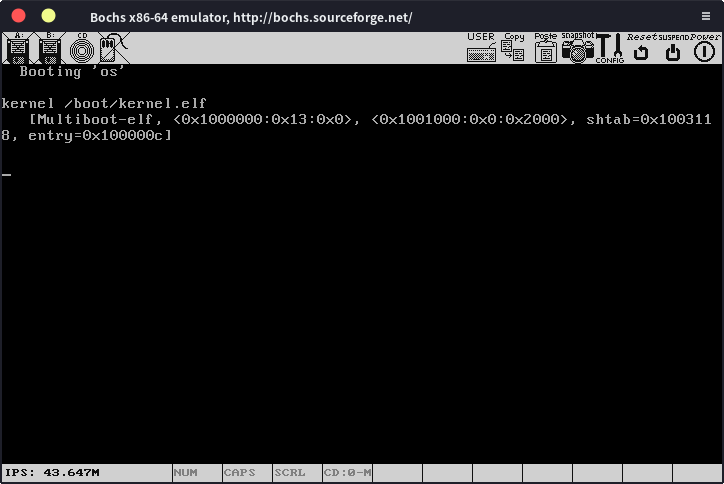 Bochs x86-64 emulator, http://bochs.sourceforge.net/
A: B: CD USER Copy Paste snapshot CONFIG Reset SUSPEND Power
Booting 'os'
kernel /boot/kernel.elf
[Multiboot-elf, <0x1000000:0x13:0x0>, <0x1001000:0x0:0x2000>, shtab=0x100311
8, entry=0x100000c]
_
IPS: 43.647M NUM CAPS SCRL CD:0-M